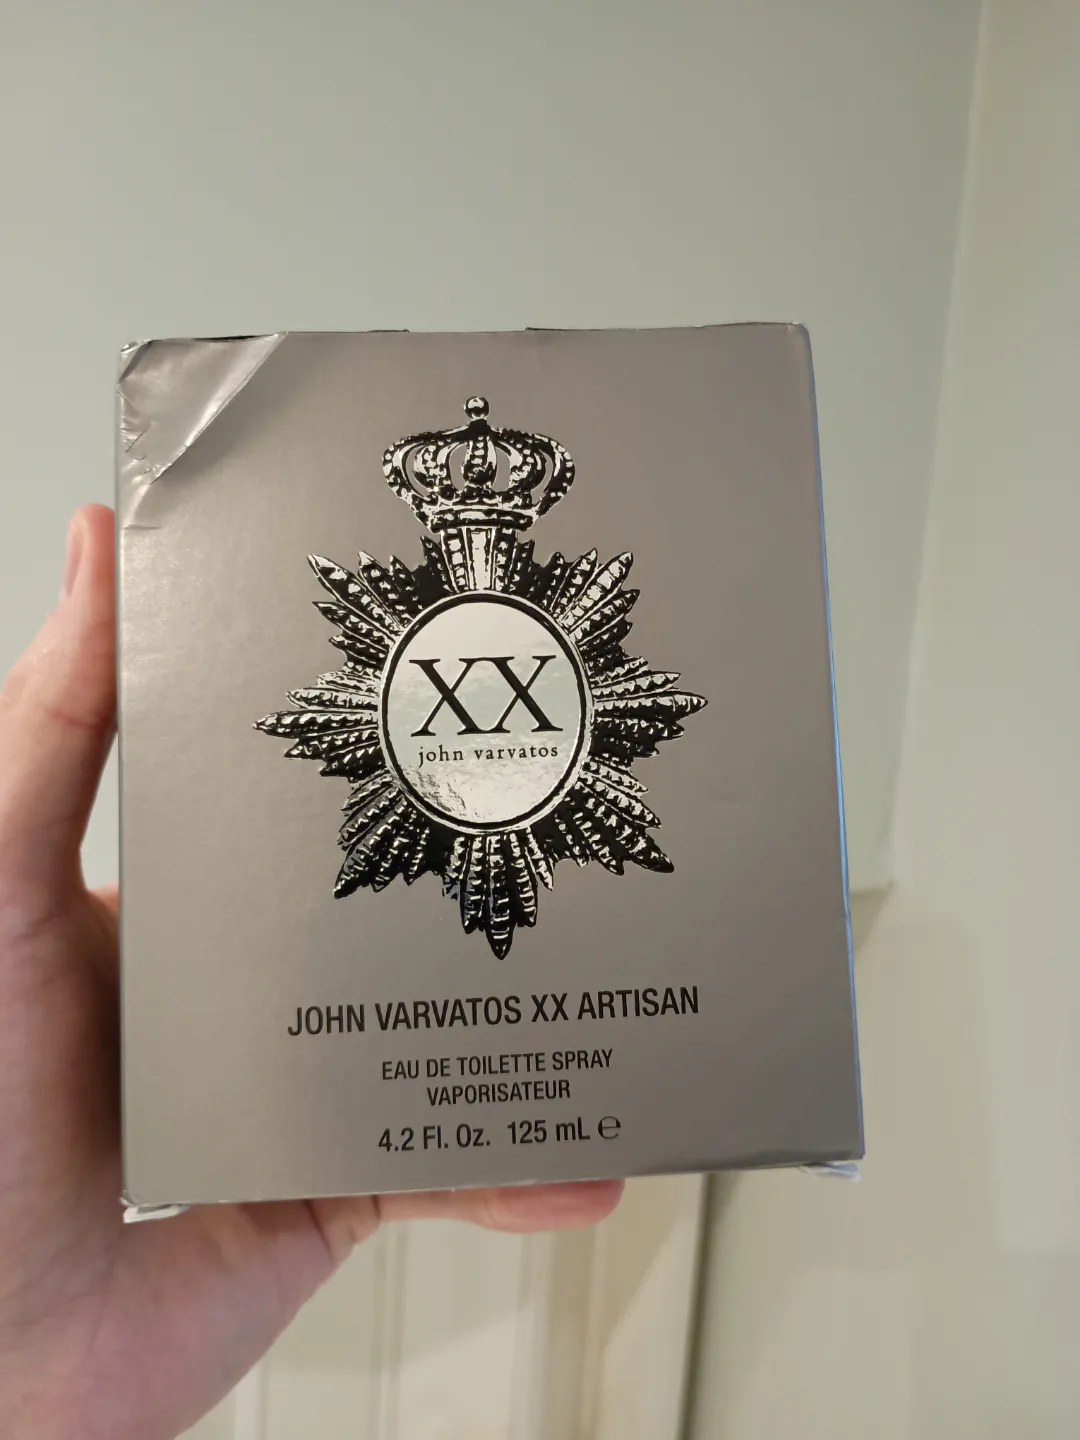 XX
john varvatos
JOHN VARVATOS XX ARTISAN
EAU DE TOILETTE SPRAY
VAPORISATEUR
4.2 Fl. Oz. 125 mL ℮